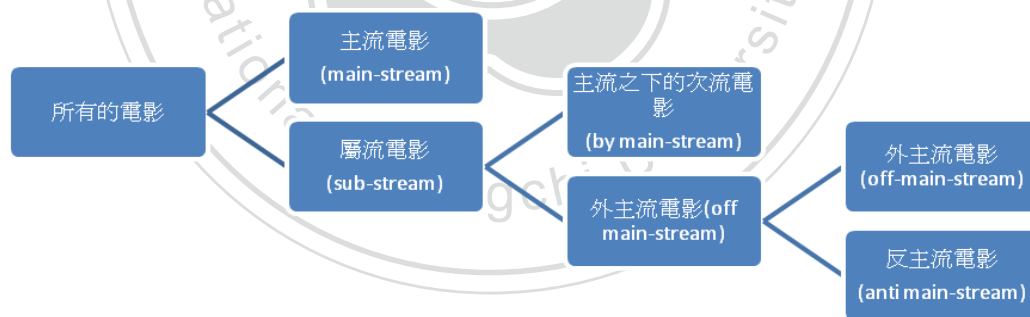 所有的電影
主流電影
(main-stream)
屬流電影
(sub-stream)
主流之下的次流電
影
(by main-stream)
外主流電影(off
main-stream)
外主流電影
(off-main-stream)
反主流電影
(anti main-stream)